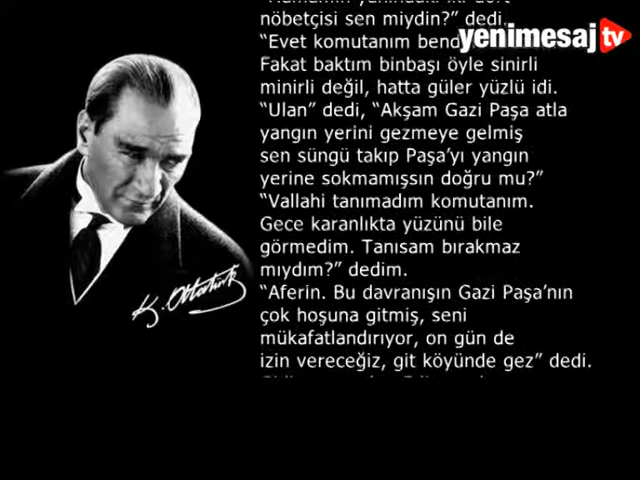 nöbetçisi sen miydin?” dedi.
“Evet komutanım
yenimesaj tv
Fakat baktım binbaşı öyle sinirli
minirli değil, hatta güler yüzlü idi.
“Ulan” dedi, “Akşam Gazi Paşa atla
yangın yerini gezmeye gelmiş
sen süngü takıp Paşa’yı yangın
yerine sokmamışsın doğru mu?”
“Vallahi tanımadım komutanım.
Gece karanlıkta yüzünü bile
görmedim. Tanısam bırakmaz
mıydım?” dedim.
“Aferin. Bu davranışın Gazi Paşa’nın
çok hoşuna gitmiş, seni
mükafatlandırıyor, on gün de
izin vereceğiz, git köyünde gez” dedi.
K. Atatürk